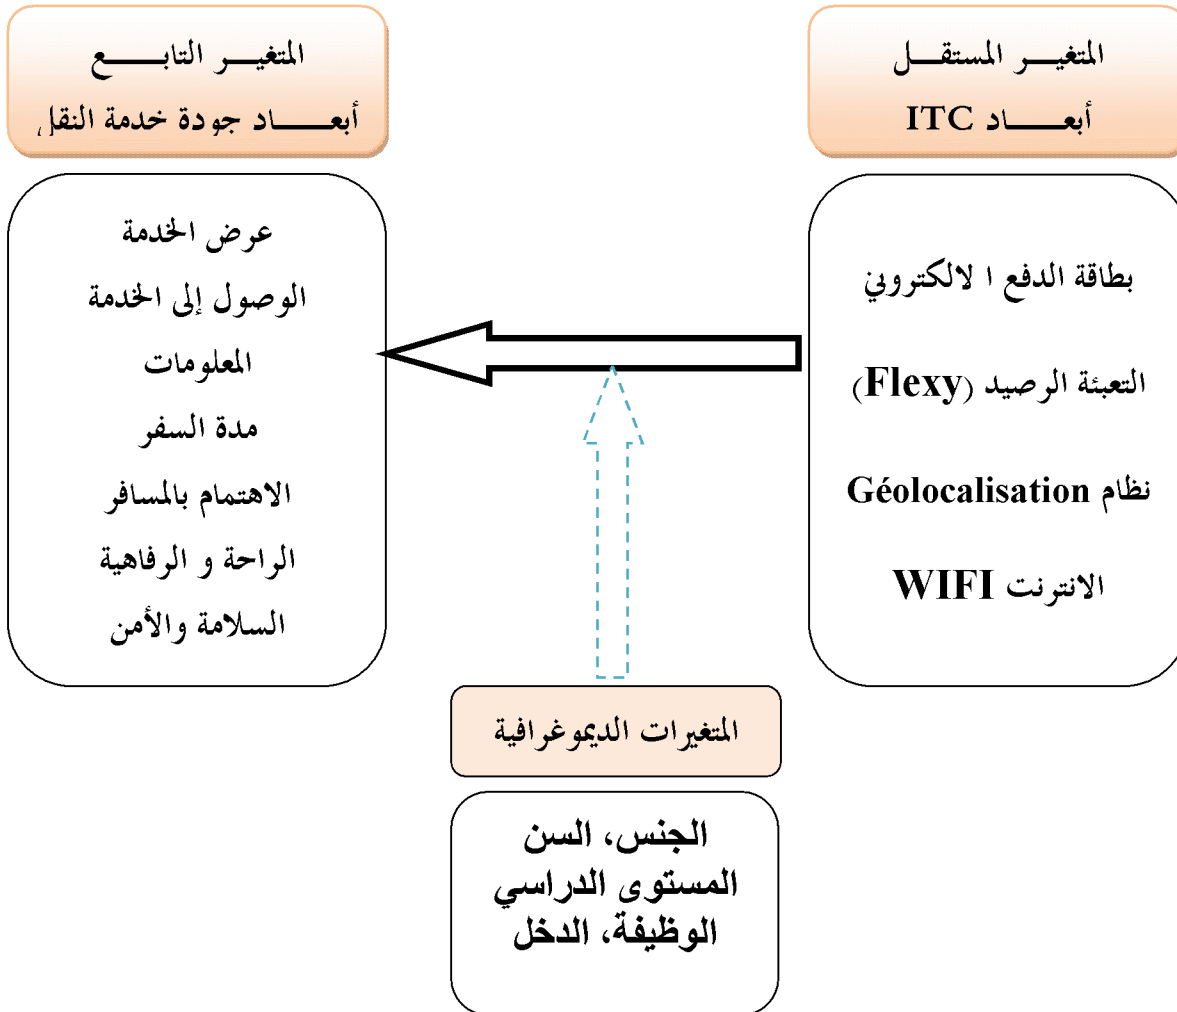 المتغير المستقل
أبعاد ITC
بطاقة الدفع ا لالكتروني
التعبئة الرصيد (Flexy)
نظام Géolocalisation
الانترنت WIFI
المتغير التابع
أبعاد جودة خدمة النقل
عرض الخدمة
الوصول إلى الخدمة
المعلومات
مدة السفر
الاهتمام بالمسافر
الراحة و الرفاهية
السلامة والأمن
المتغيرات الديموغرافية
الجنس، السن
المستوى الدراسي
الوظيفة، الدخل